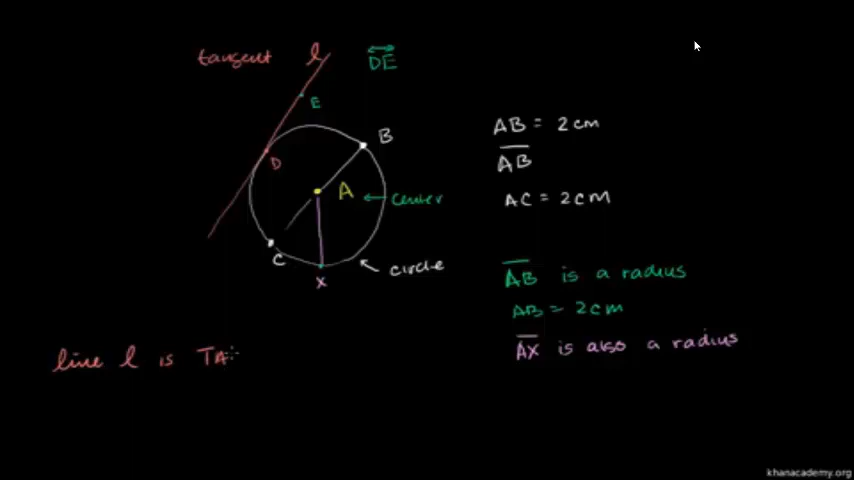 tangent l
DE
E
B
D
A
center
C
X
circle
AB = 2cm
AB
AC = 2cm
AB is a radius
AB = 2cm
AX is also a radius
line l is TA
khanacademy.org